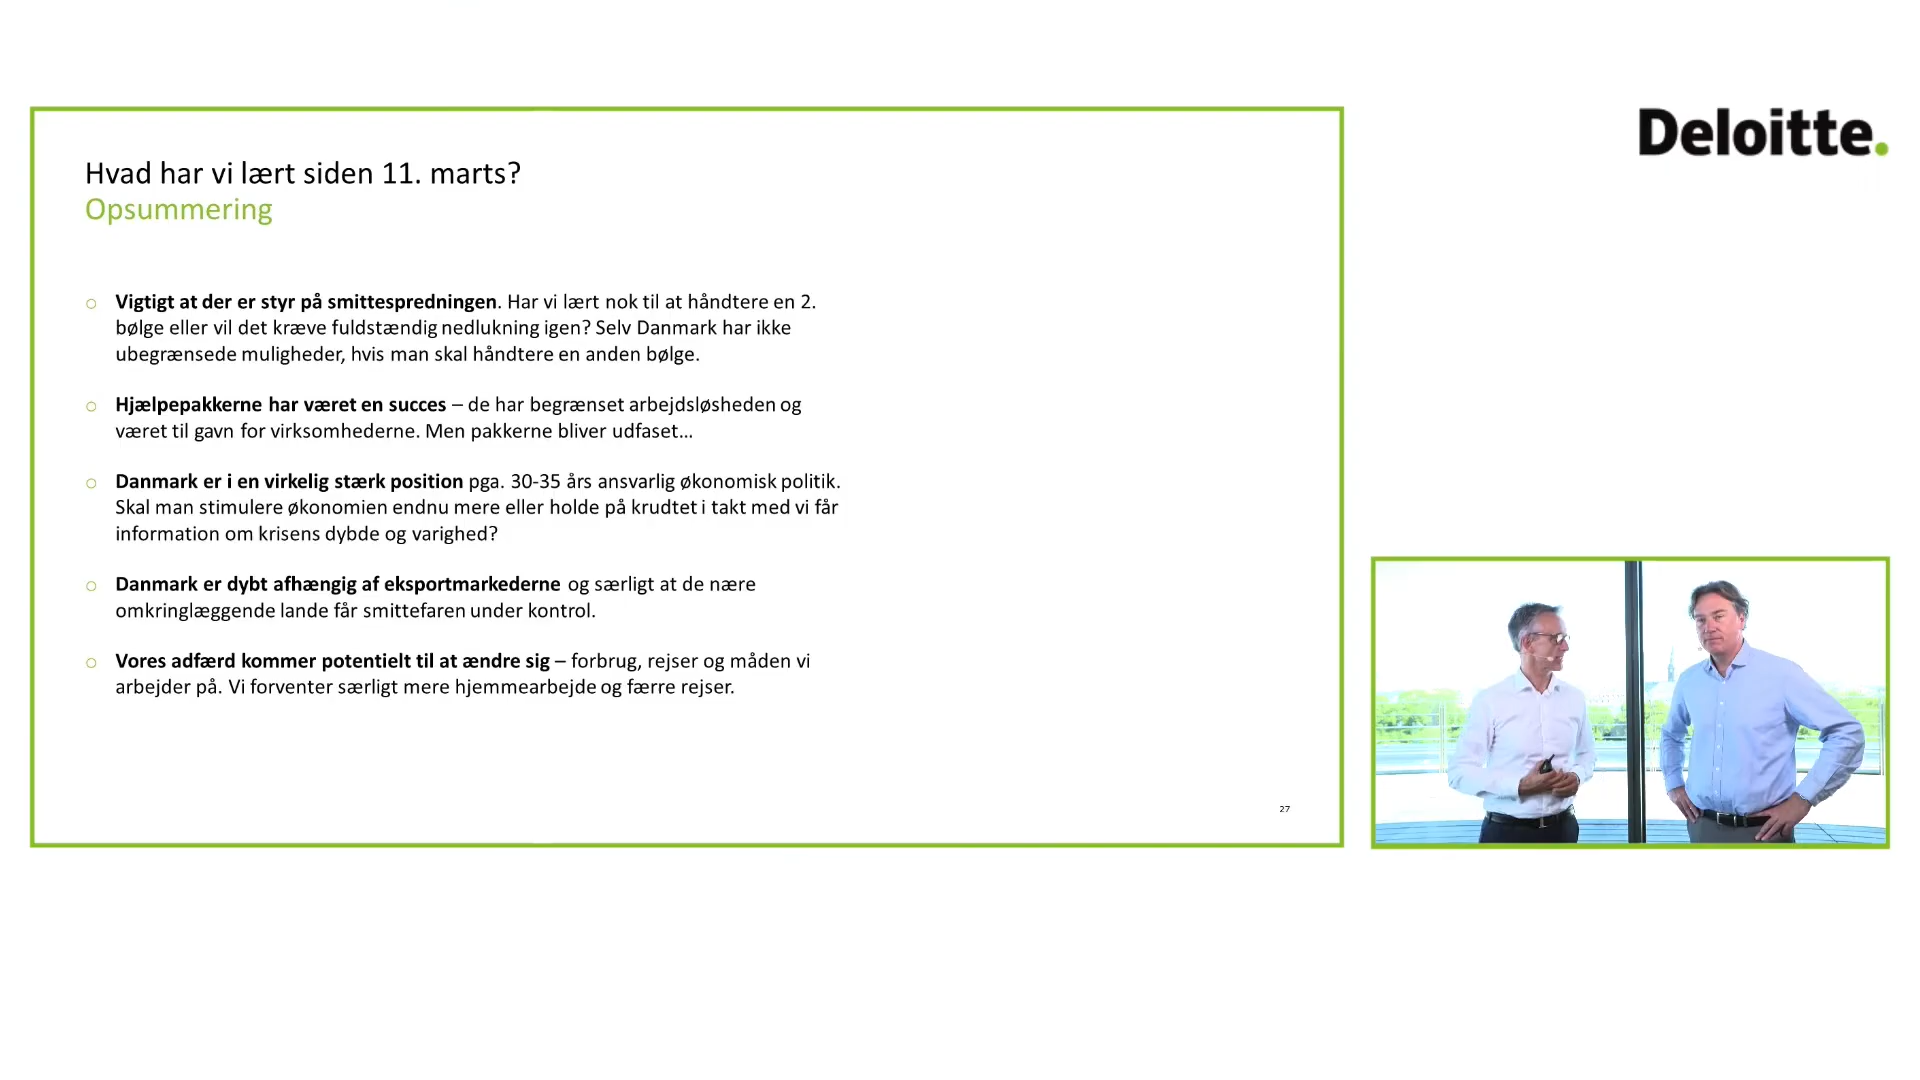 Deloitte.
Hvad har vi lært siden 11. marts?
Opsummering
o Vigtigt at der er styr på smittespredningen. Har vi lært nok til at håndtere en 2.
bølge eller vil det kræve fuldstændig nedlukning igen? Selv Danmark har ikke
ubegrænsede muligheder, hvis man skal håndtere en anden bølge.
o Hjælpepakkerne har været en succes – de har begrænset arbejdsløsheden og
været til gavn for virksomhederne. Men pakkerne bliver udfaset…
o Danmark er i en virkelig stærk position pga. 30-35 års ansvarlig økonomisk politik.
Skal man stimulere økonomien endnu mere eller holde på krudtet i takt med vi får
information om krisens dybde og varighed?
o Danmark er dybt afhængig af eksportmarkederne og særligt at de nære
omkringlæggende lande får smittefaren under kontrol.
o Vores adfærd kommer potentielt til at ændre sig – forbrug, rejser og måden vi
arbejder på. Vi forventer særligt mere hjemmearbejde og færre rejser.
27